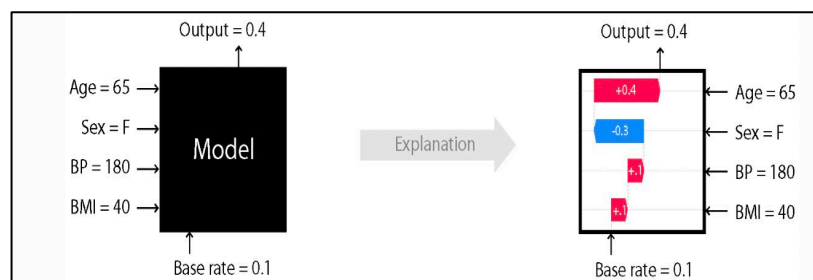 Output = 0.4
Age = 65
Sex = F
BP = 180
BMI = 40
Model
Base rate = 0.1
Explanation
Output = 0.4
+0.4
Age = 65
-0.3
Sex = F
+.1
BP = 180
+.1
BMI = 40
Base rate = 0.1